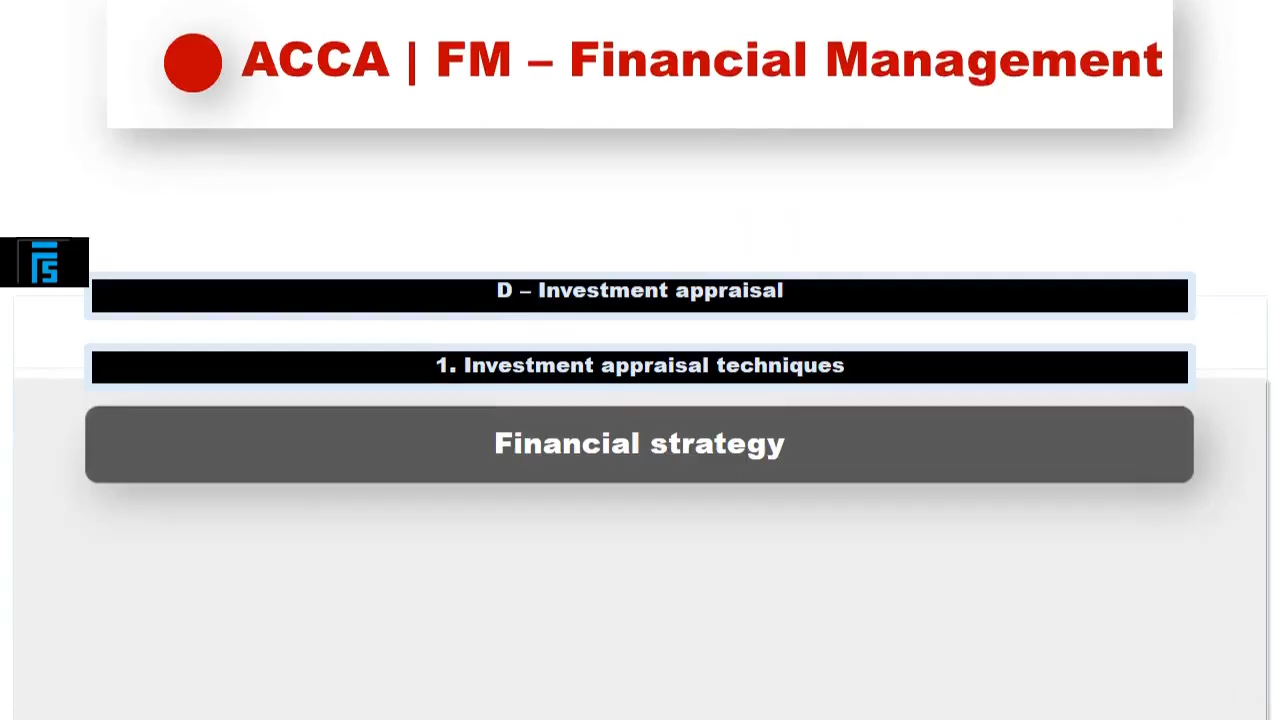 ACCA | FM – Financial Management
D – Investment appraisal
1. Investment appraisal techniques
Financial strategy